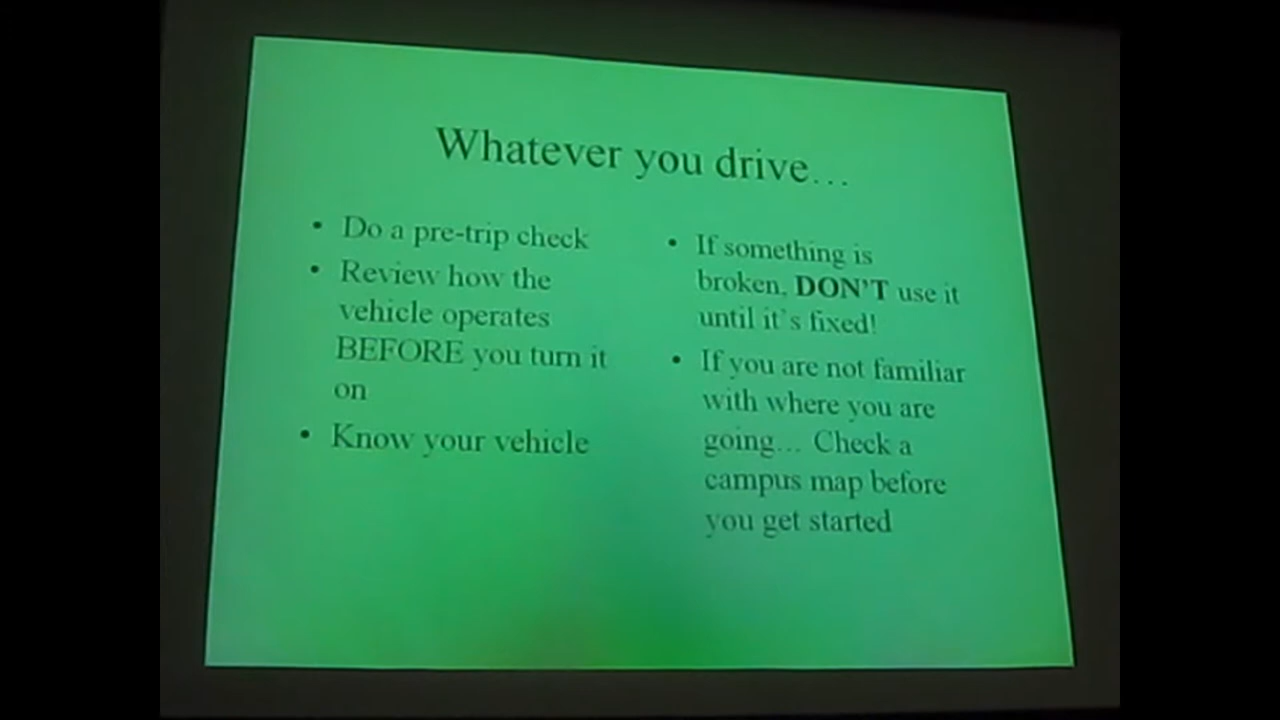 Whatever you drive…
• Do a pre-trip check
• Review how the
vehicle operates
BEFORE you turn it
on
• Know your vehicle
• If something is
broken, DON'T use it
until it's fixed!
• If you are not familiar
with where you are
going… Check a
campus map before
you get started